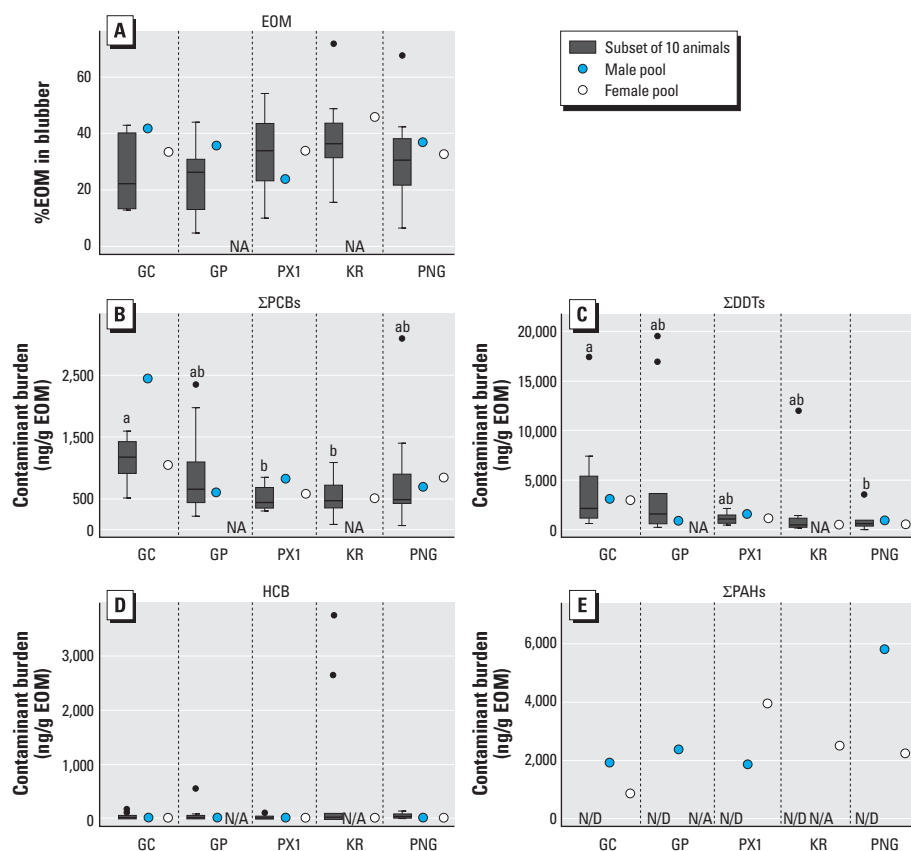 A
EOM
%EOM in blubber
60
40
20
0
NA
NA
GC
GP
PX1
KR
PNG
Subset of 10 animals
Male pool
Female pool
B
ΣPCBs
Contaminant burden
(ng/g EOM)
2,500
1,500
500
0
a
ab
b
b
ab
NA
NA
GC
GP
PX1
KR
PNG
C
ΣDDTs
Contaminant burden
(ng/g EOM)
20,000
15,000
10,000
5,000
0
a
ab
ab
ab
b
NA
NA
GC
GP
PX1
KR
PNG
D
HCB
Contaminant burden
(ng/g EOM)
3,000
2,000
1,000
0
N/A
N/A
GC
GP
PX1
KR
PNG
E
ΣPAHs
Contaminant burden
(ng/g EOM)
6,000
4,000
2,000
0
N/D
N/D
N/A
N/D
N/D
N/A
N/D
GC
GP
PX1
KR
PNG